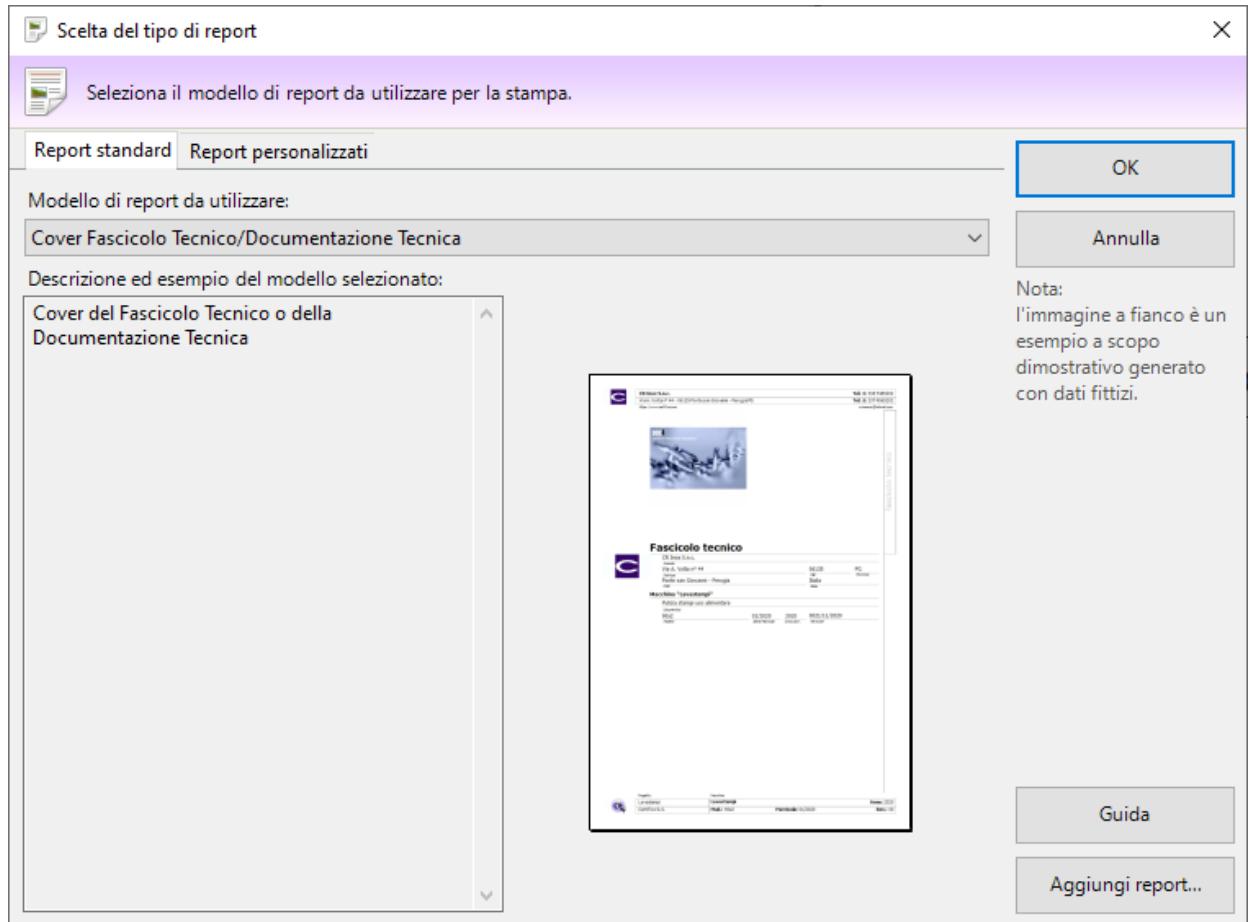 Scelta del tipo di report
Seleziona il modello di report da utilizzare per la stampa.
Report standard
Report personalizzati
Modello di report da utilizzare:
Cover Fascicolo Tecnico/Documentazione Tecnica
Descrizione ed esempio del modello selezionato:
Cover del Fascicolo Tecnico o della
Documentazione Tecnica
Fascicolo tecnico
Macchina "Lavastampi"
OK
Annulla
Nota:
l'immagine a fianco è un
esempio a scopo
dimostrativo generato
con dati fittizi.
Guida
Aggiungi report...